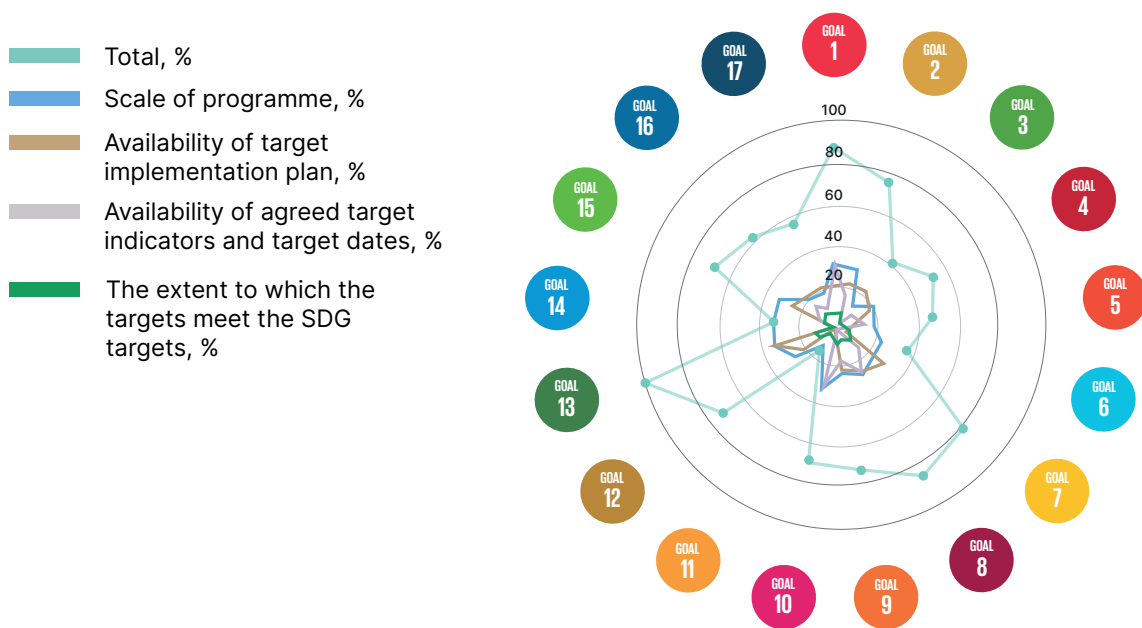 Total, %
Scale of programme, %
Availability of target
implementation plan, %
Availability of agreed target
indicators and target dates, %
The extent to which the
targets meet the SDG
targets, %
GOAL
1
GOAL
2
GOAL
3
GOAL
4
GOAL
5
GOAL
6
GOAL
7
GOAL
8
GOAL
9
GOAL
10
GOAL
11
GOAL
12
GOAL
13
GOAL
14
GOAL
15
GOAL
16
GOAL
17
100
80
60
40
20